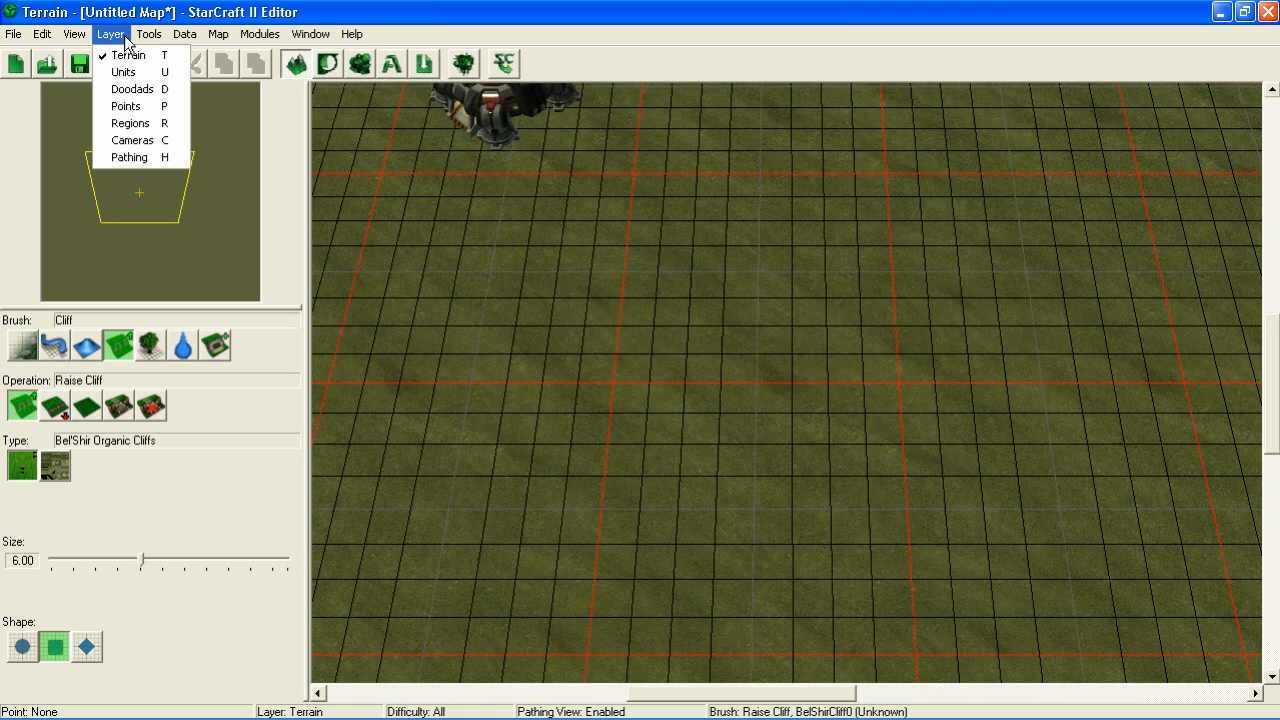 Terrain - [Untitled Map*] - StarCraft II Editor
File Edit View Layer Tools Data Map Modules Window Help
Terrain T
Units U
Doodads D
Points P
Regions R
Cameras C
Pathing H
Brush: Cliff
Operation: Raise Cliff
Type: Bel'Shir Organic Cliffs
Size:
6.00
Shape:
Point: None Layer: Terrain Difficulty: All Pathing View: Enabled Brush: Raise Cliff, BelShirCliff0 (Unknown)